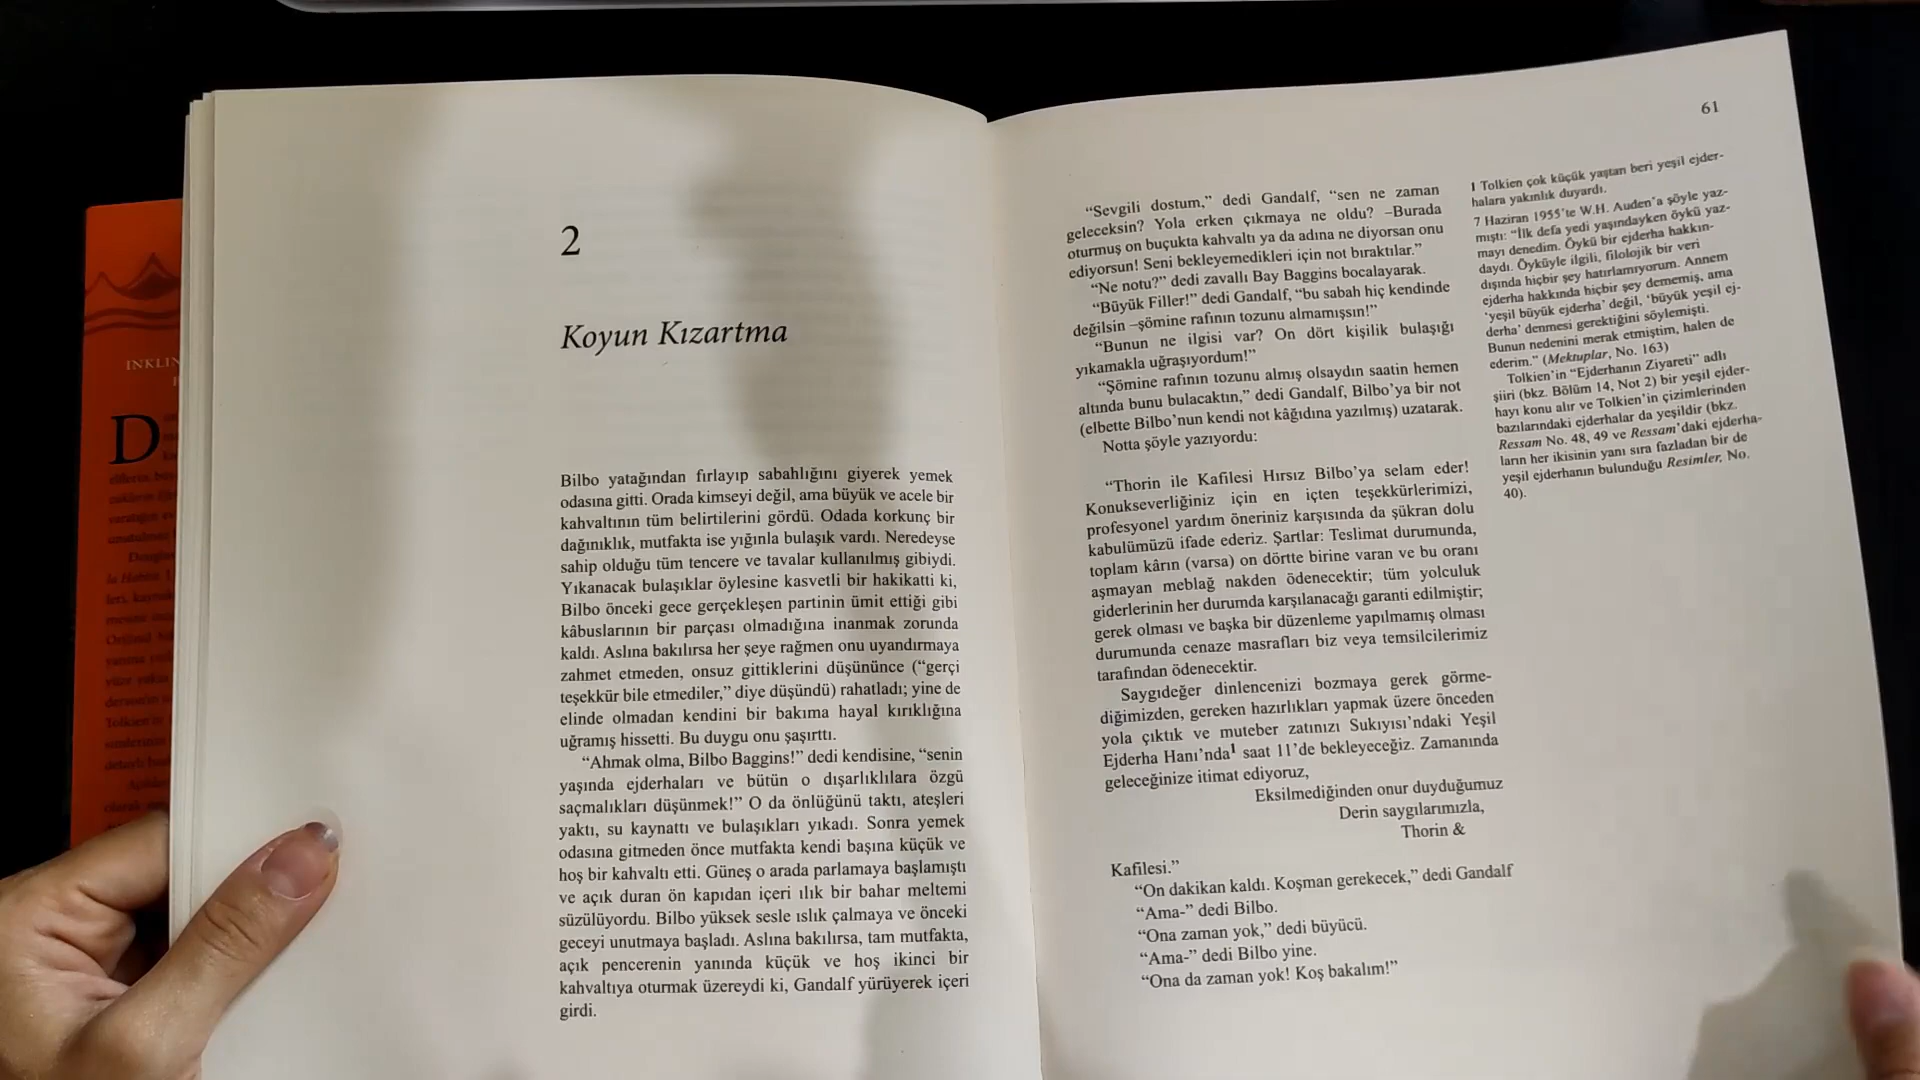 INKLIN
D
2
Koyun Kızartma
Bilbo yatağından fırlayıp sabahlığını giyerek yemek
odasına gitti. Orada kimseyi değil, ama büyük ve acele bir
kahvaltının tüm belirtilerini gördü. Odada korkunç bir
dağınıklık, mutfakta ise yığınla bulaşık vardı. Neredeyse
sahip olduğu tüm tencere ve tavalar kullanılmış gibiydi.
Yıkanacak bulaşıklar öylesine kasvetli bir hakikatti ki,
Bilbo önceki gece gerçekleşen partinin ümit ettiği gibi
kâbuslarının bir parçası olmadığına inanmak zorunda
kaldı. Aslına bakılırsa her şeye rağmen onu uyandırmaya
zahmet etmeden, onsuz gittiklerini düşününce (“gerçi
teşekkür bile etmediler,” diye düşündü) rahatladı; yine de
elinde olmadan kendini bir bakıma hayal kırıklığına
uğramış hissetti. Bu duygu onu şaşırttı.
“Ahmak olma, Bilbo Baggins!” dedi kendisine, “senin
yaşında ejderhaları ve bütün o dışarlıklılara özgü
saçmalıkları düşünmek!” O da önlüğünü taktı, ateşleri
yaktı, su kaynattı ve bulaşıkları yıkadı. Sonra yemek
odasına gitmeden önce mutfakta kendi başına küçük ve
hoş bir kahvaltı etti. Güneş o arada parlamaya başlamıştı
ve açık duran ön kapıdan içeri ılık bir bahar meltemi
süzülüyordu. Bilbo yüksek sesle ıslık çalmaya ve önceki
geceyi unutmaya başladı. Aslına bakılırsa, tam mutfakta,
açık pencerenin yanında küçük ve hoş ikinci bir
kahvaltıya oturmak üzereydi ki, Gandalf yürüyerek içeri
girdi.
61
“Sevgili dostum,” dedi Gandalf, “sen ne zaman
geleceksin? Yola erken çıkmaya ne oldu? –Burada
oturmuş on buçukta kahvaltı ya da adına ne diyorsan onu
ediyorsun! Seni bekleyemedikleri için not bıraktılar.”
“Ne notu?” dedi zavallı Bay Baggins bocalayarak.
“Büyük Filler!” dedi Gandalf, “bu sabah hiç kendinde
değilsin –şömine rafının tozunu almamışsın!”
“Bunun ne ilgisi var? On dört kişilik bulaşığı
yıkamakla uğraşıyordum!”
“Şömine rafının tozunu almış olsaydın saatin hemen
altında bunu bulacaktın,” dedi Gandalf, Bilbo’ya bir not
(elbette Bilbo’nun kendi not kâğıdına yazılmış) uzatarak.
Notta şöyle yazıyordu:
“Thorin ile Kafilesi Hırsız Bilbo’ya selam eder!
Konukseverliğiniz için en içten teşekkürlerimizi,
profesyonel yardım öneriniz karşısında da şükran dolu
kabulümüzü ifade ederiz. Şartlar: Teslimat durumunda,
toplam kârın (varsa) on dörtte birine varan ve bu oranı
aşmayan meblağ nakden ödenecektir; tüm yolculuk
giderlerinin her durumda karşılanacağı garanti edilmiştir;
gerek olması ve başka bir düzenleme yapılmamış olması
durumunda cenaze masrafları biz veya temsilcilerimiz
tarafından ödenecektir.
Saygıdeğer dinlencenizi bozmaya gerek görme-
diğimizden, gereken hazırlıkları yapmak üzere önceden
yola çıktık ve muteber zatınızı Sukıyısı’ndaki Yeşil
Ejderha Hanı’nda¹ saat 11’de bekleyeceğiz. Zamanında
geleceğinize itimat ediyoruz,
Eksilmediğinden onur duyduğumuz
Derin saygılarımızla,
Thorin &
Kafilesi.”
“On dakikan kaldı. Koşman gerekecek,” dedi Gandalf
“Ama-” dedi Bilbo.
“Ona zaman yok,” dedi büyücü.
“Ama-” dedi Bilbo yine.
“Ona da zaman yok! Koş bakalım!”
1 Tolkien çok küçük yaştan beri yeşil ejder-
halara yakınlık duyardı.
7 Haziran 1955’te W.H. Auden’a şöyle yaz-
mıştı: “İlk defa yedi yaşındayken öykü yaz-
mayı denedim. Öykü bir ejderha hakkın-
daydı. Öyküyle ilgili, filolojik bir veri
dışında hiçbir şey hatırlamıyorum. Annem
ejderha hakkında hiçbir şey dememiş, ama
‘yeşil büyük ejderha’ değil, ‘büyük yeşil ej-
derha’ denmesi gerektiğini söylemişti.
Bunun nedenini merak etmiştim, halen de
ederim.” (Mektuplar, No. 163)
Tolkien’in “Ejderhanın Ziyareti” adlı
şiiri (bkz. Bölüm 14, Not 2) bir yeşil ejder-
hayı konu alır ve Tolkien’in çizimlerinden
bazılarındaki ejderhalar da yeşildir (bkz.
Ressam No. 48, 49 ve Ressam’daki ejderha-
ların her ikisinin yanı sıra fazladan bir de
yeşil ejderhanın bulunduğu Resimler, No.
40).